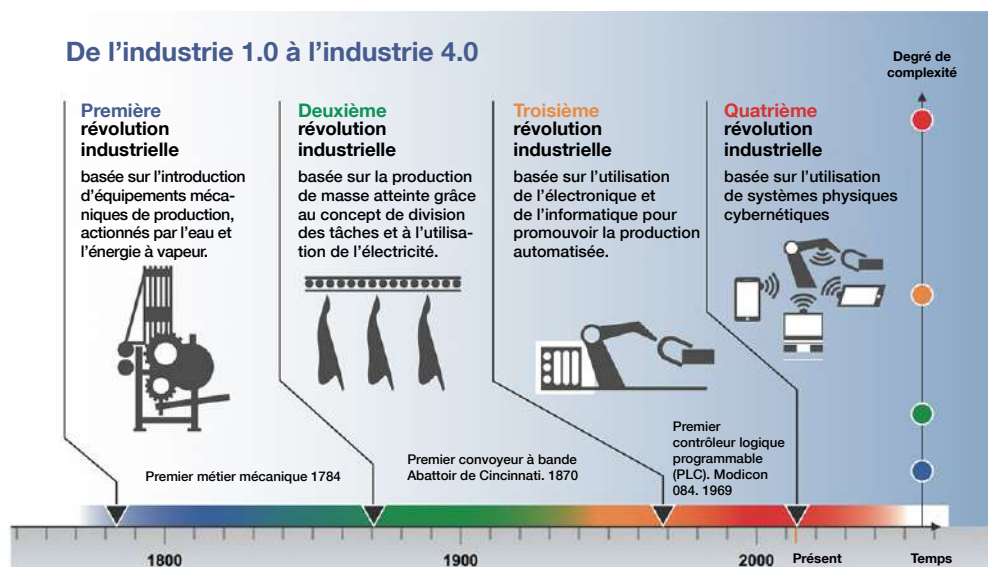 De l'industrie 1.0 à l'industrie 4.0
Degré de
complexité
Première
révolution
industrielle
basée sur l'introduction
d'équipements méca-
niques de production,
actionnés par l'eau et
l'énergie à vapeur.
Deuxième
révolution
industrielle
basée sur la production
de masse atteinte grâce
au concept de division
des tâches et à l'utilisa-
tion de l'électricité.
Troisième
révolution
industrielle
basée sur l'utilisation
de l'électronique et
de l'informatique pour
promouvoir la production
automatisée.
Quatrième
révolution
industrielle
basée sur l'utilisation
de systèmes physiques
cybernétiques
Premier métier mécanique 1784
Premier convoyeur à bande
Abattoir de Cincinnati. 1870
Premier
contrôleur logique
programmable
(PLC). Modicon
084. 1969
1800
1900
2000
Présent
Temps